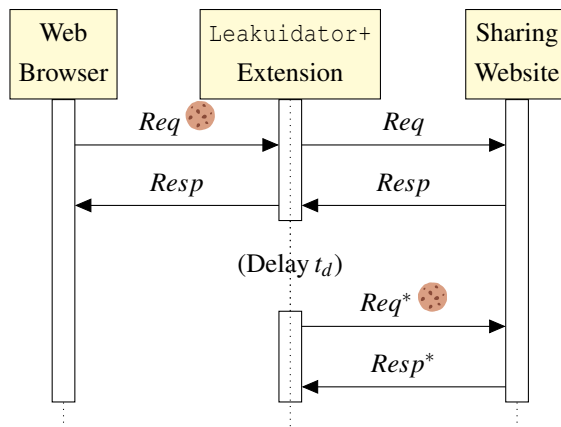 Web
Browser
Leakuidator+
Extension
Sharing
Website
Req
Req
Resp
Resp
(Delay t_d)
Req*
Resp*